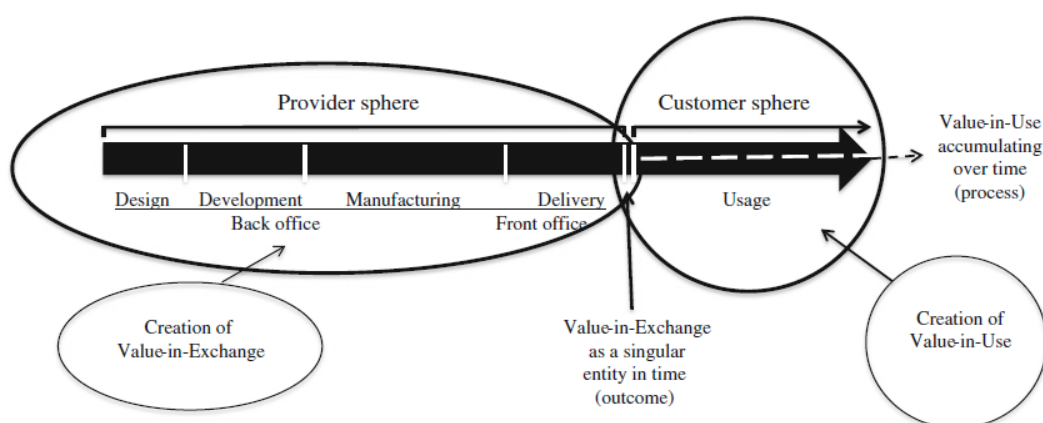 Provider sphere
Customer sphere
Design Development Manufacturing Delivery
Usage
Back office
Front office
Value-in-Use
accumulating
over time
(process)
Creation of
Value-in-Exchange
Value-in-Exchange
as a singular
entity in time
(outcome)
Creation of
Value-in-Use